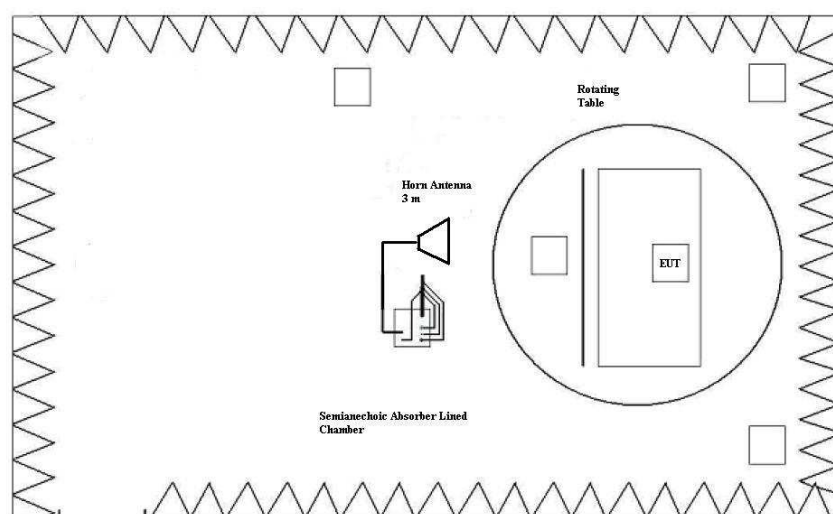 Rotating
Table
Horn Antenna
3 m
EUT
Semianechoic Absorber Lined
Chamber